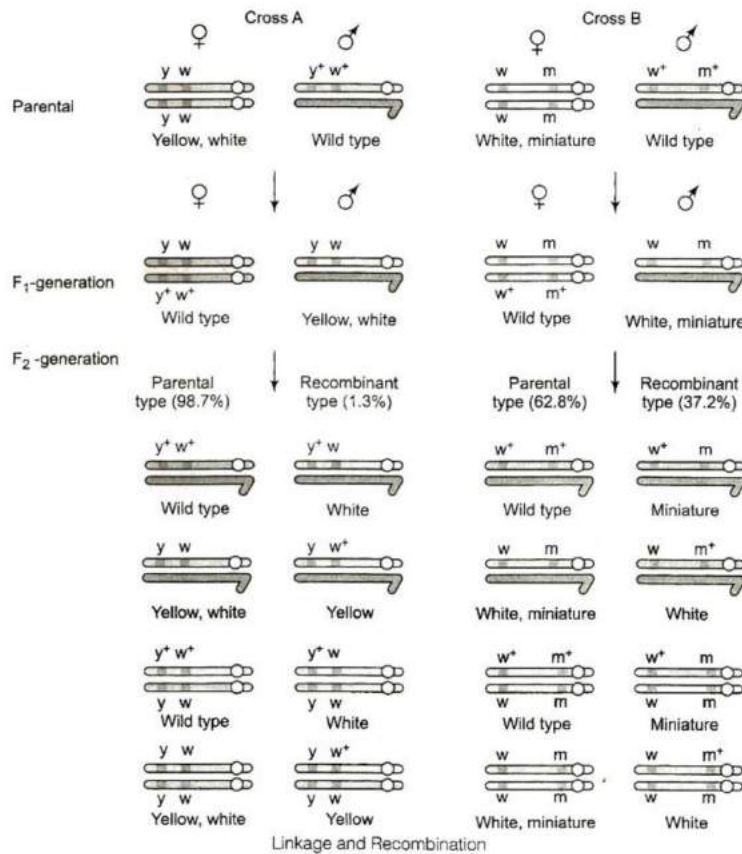 Cross A Cross B
♀ ♂ ♀ ♂
y w y⁺ w⁺ w m w⁺ m⁺
Parental
y w w m
Yellow, white Wild type White, miniature Wild type
♀ ♂ ♀ ♂
y w y w w m w m
F₁-generation
y⁺ w⁺ w⁺ m⁺
Wild type Yellow, white Wild type White, miniature
F₂ -generation
Parental Recombinant Parental Recombinant
type (98.7%) type (1.3%) type (62.8%) type (37.2%)
y⁺ w⁺ y⁺ w w⁺ m⁺ w⁺ m
Wild type White Wild type Miniature
y w y w⁺ w m w m⁺
Yellow, white Yellow White, miniature White
y⁺ w⁺ y⁺ w w⁺ m⁺ w⁺ m
y w y w w m w m
Wild type White Wild type Miniature
y w y w⁺ w m w m⁺
y w y w w m w m
Yellow, white Yellow White, miniature White
Linkage and Recombination